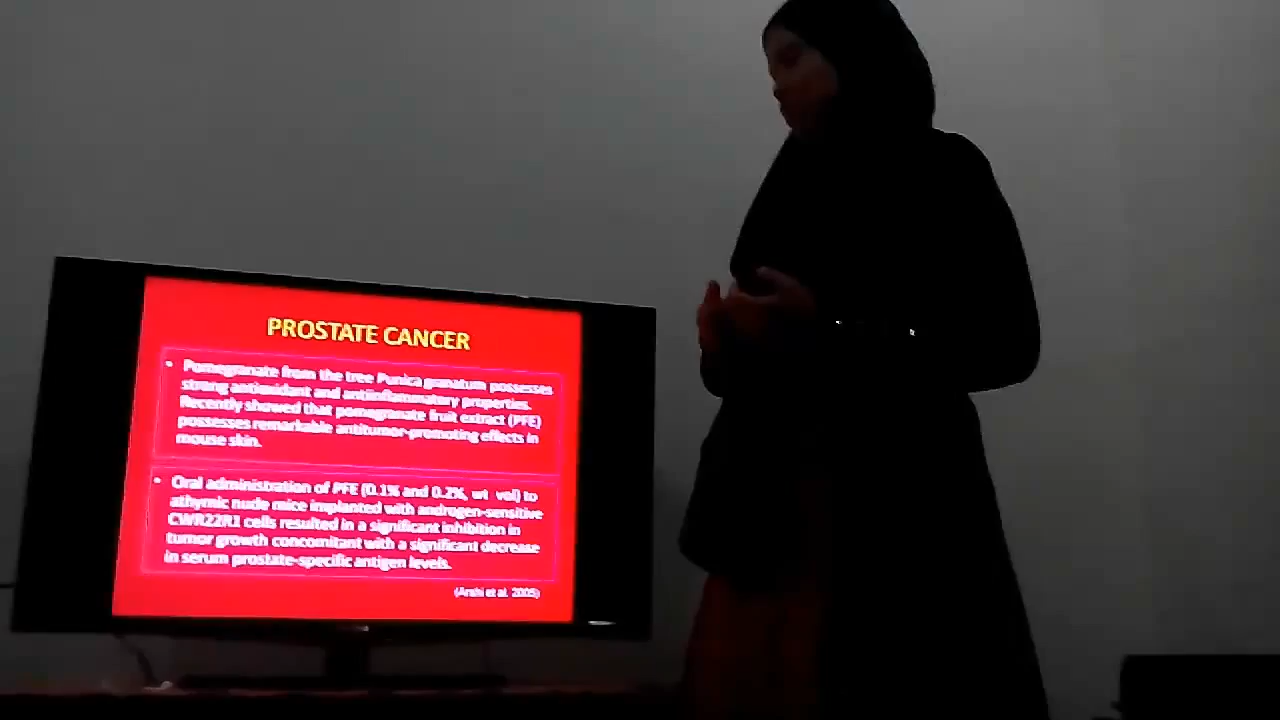 PROSTATE CANCER
• Pomegranate from the tree Punica granatum possesses
strong antioxidant and antiinflammatory properties.
Recently showed that pomegranate fruit extract (PFE)
possesses remarkable antitumor-promoting effects in
mouse skin.
• Oral administration of PFE (0.1% and 0.2%, wt vol) to
athymic nude mice implanted with androgen-sensitive
CWR22R1 cells resulted in a significant inhibition in
tumor growth concomitant with a significant decrease
in serum prostate-specific antigen levels.
et al. 2005)